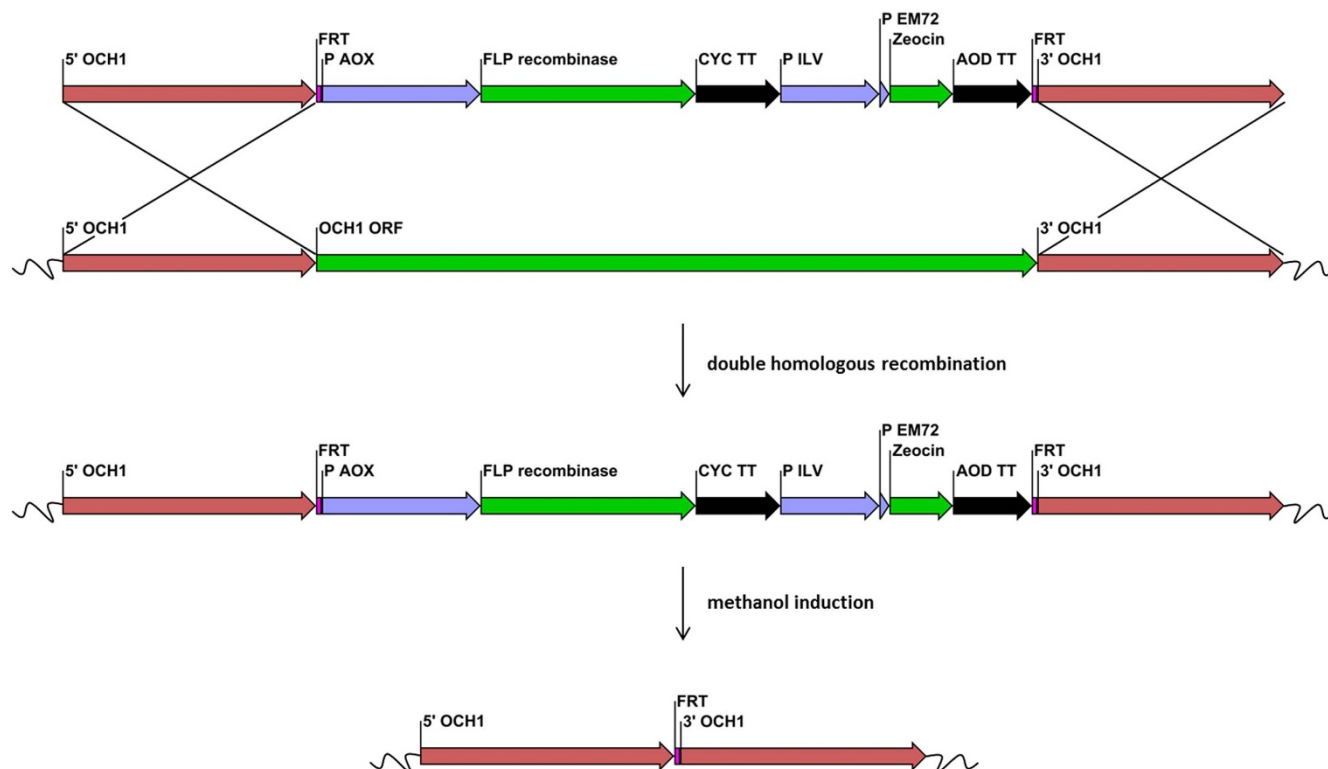 P EM72
FRT Zeocin FRT
5' OCH1 P AOX FLP recombinase CYC TT P ILV AOD TT 3' OCH1
5' OCH1 OCH1 ORF 3' OCH1
double homologous recombination
P EM72
FRT Zeocin FRT
5' OCH1 P AOX FLP recombinase CYC TT P ILV AOD TT 3' OCH1
methanol induction
FRT
5' OCH1 3' OCH1